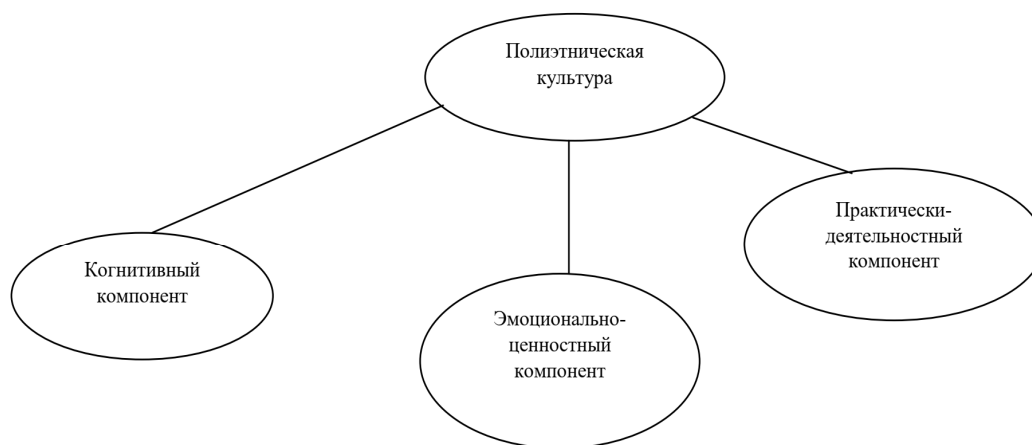 Полиэтническая
культура
Когнитивный
компонент
Эмоционально-
ценностный
компонент
Практически-
деятельностный
компонент